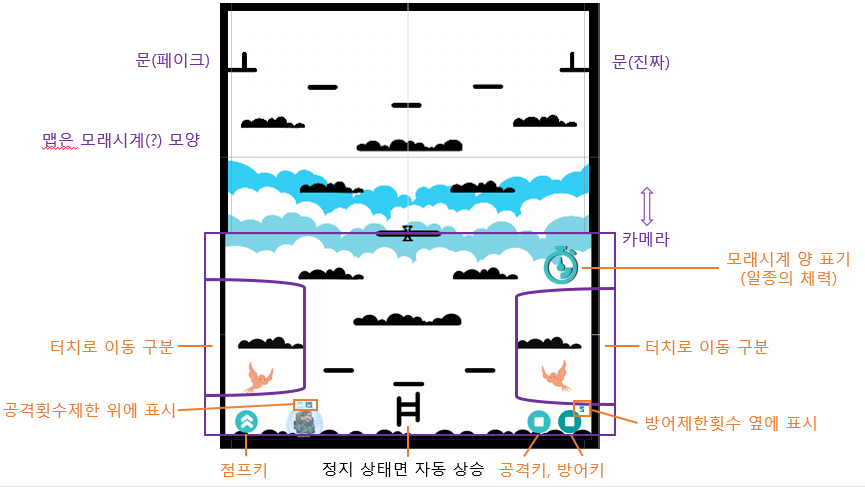 문(페이크)
문(진짜)
맵은 모래시계(?) 모양
카메라
모래시계 양 표기
(일종의 체력)
터치로 이동 구분
터치로 이동 구분
공격횟수제한 위에 표시
15
5
방어제한횟수 옆에 표시
점프키
정지 상태면 자동 상승
공격키, 방어키